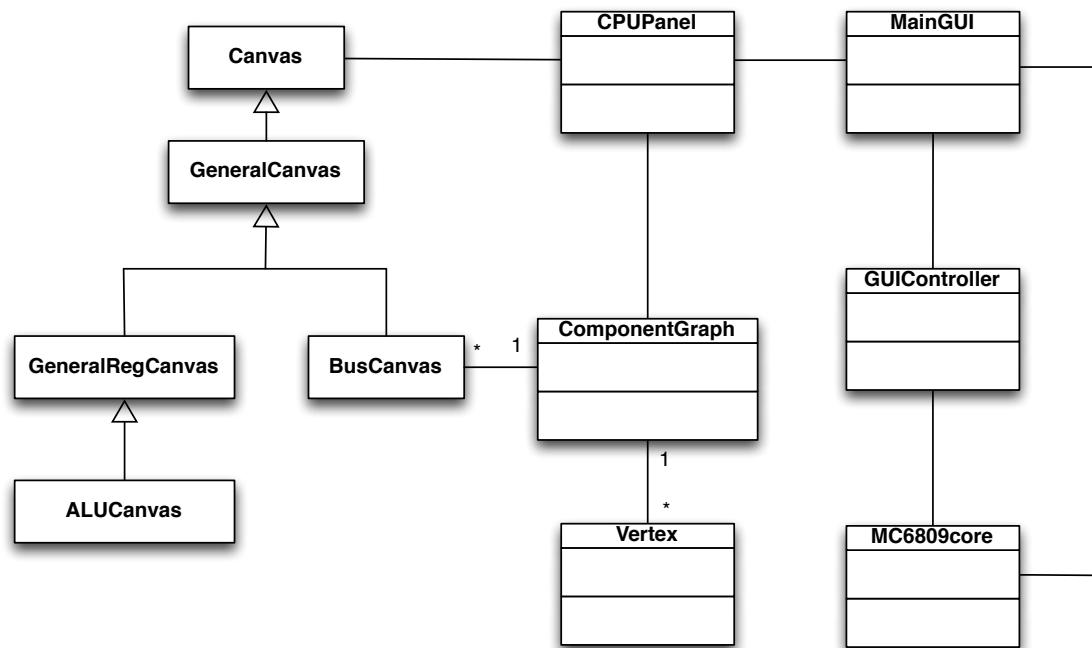 CPUPanel
MainGUI
Canvas
GeneralCanvas
GUIController
ComponentGraph
GeneralRegCanvas
BusCanvas
*
1
1
*
ALUCanvas
Vertex
MC6809core